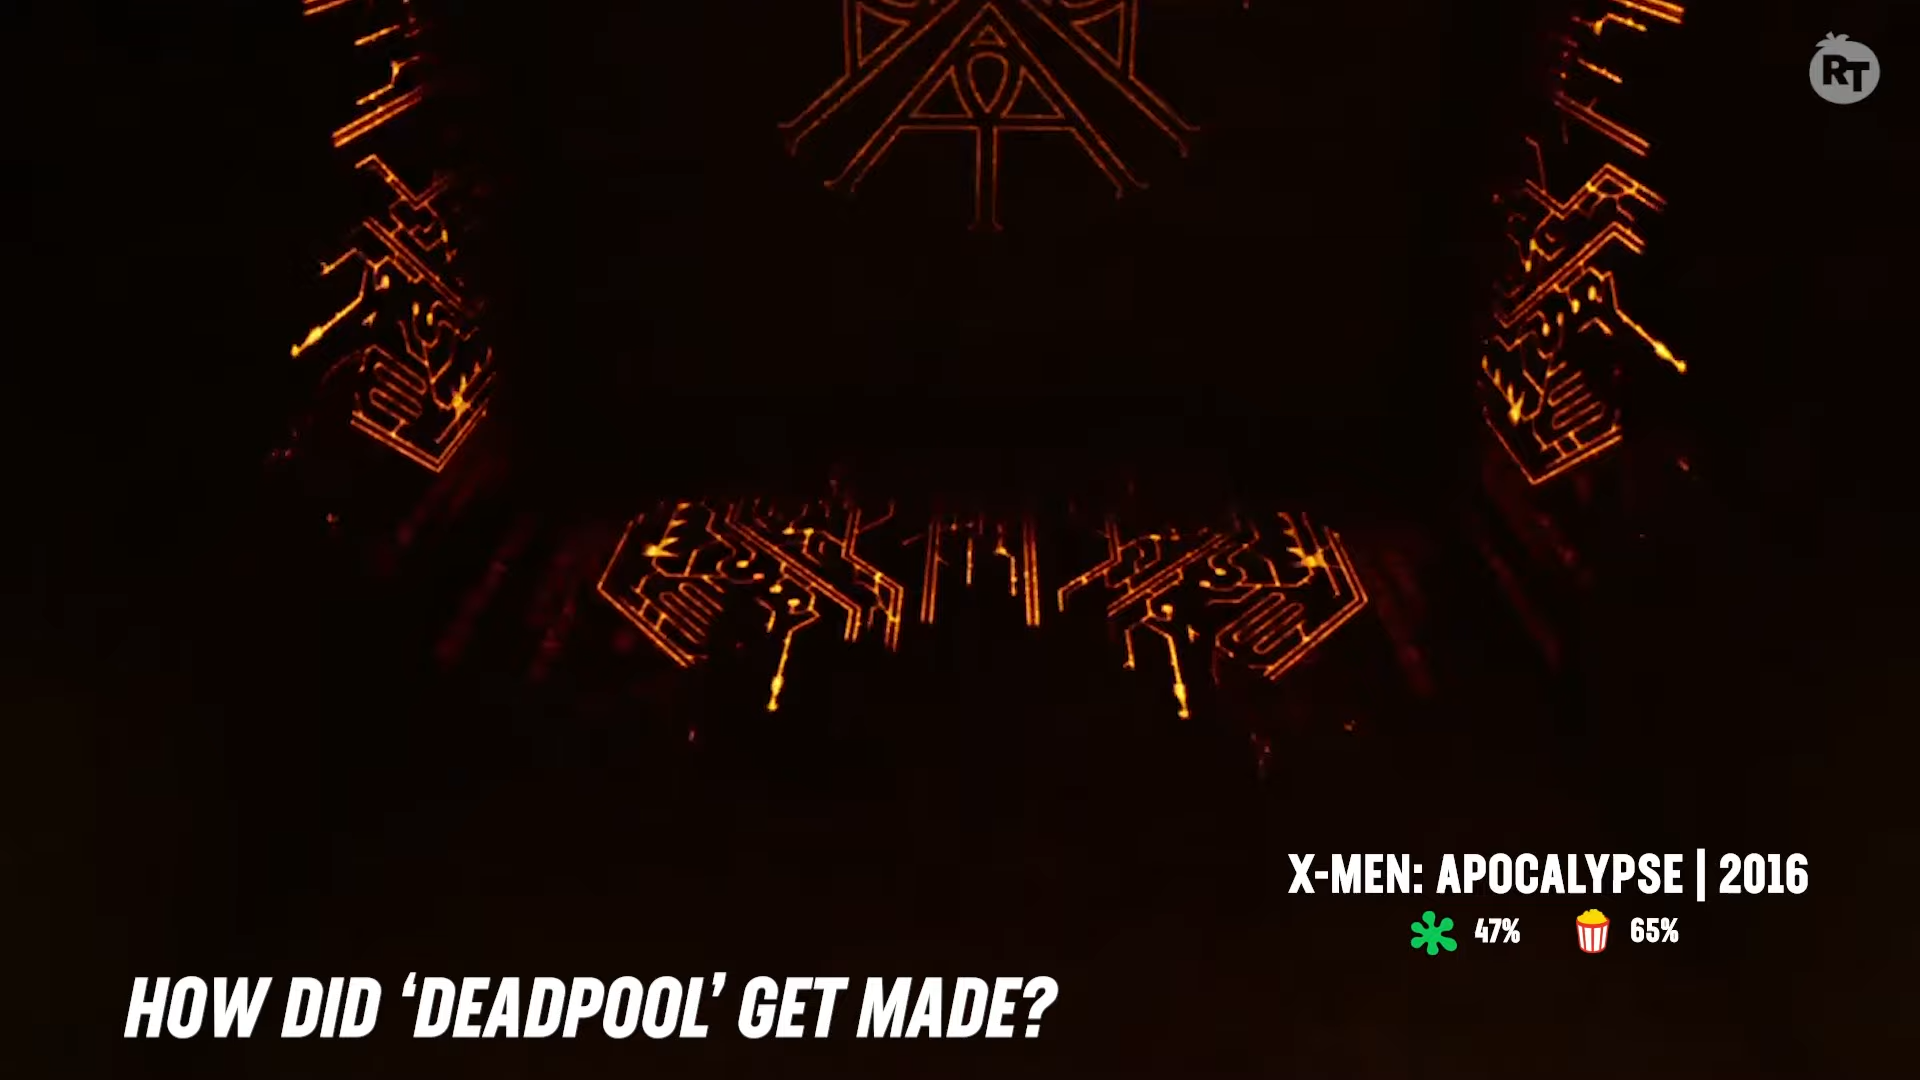 RT
X-MEN: APOCALYPSE | 2016
47% 65%
HOW DID ‘DEADPOOL’ GET MADE?